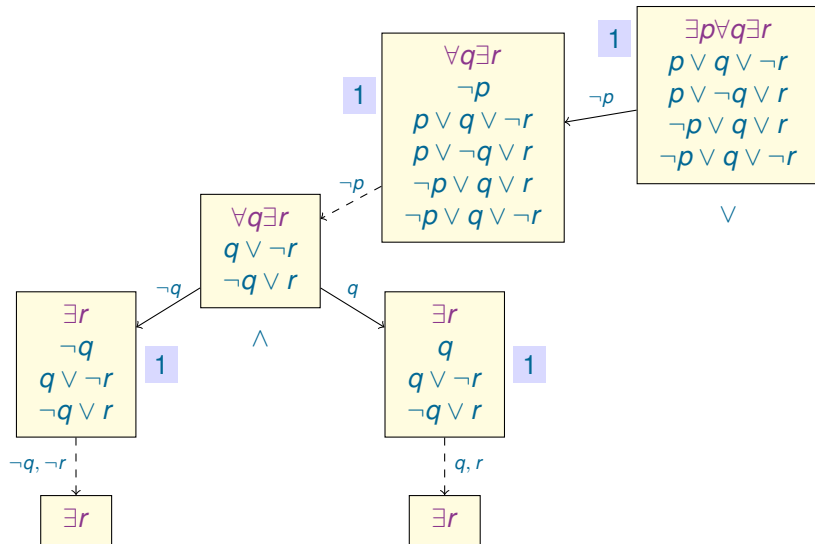 1
∃p∀q∃r
p ∨ q ∨ ¬r
p ∨ ¬q ∨ r
¬p ∨ q ∨ r
¬p ∨ q ∨ ¬r
∨
¬p
1
∀q∃r
¬p
p ∨ q ∨ ¬r
p ∨ ¬q ∨ r
¬p ∨ q ∨ r
¬p ∨ q ∨ ¬r
¬p
∀q∃r
q ∨ ¬r
¬q ∨ r
∧
¬q
q
∃r
¬q
q ∨ ¬r
¬q ∨ r
1
∃r
q
q ∨ ¬r
¬q ∨ r
1
¬q, ¬r
q, r
∃r
∃r